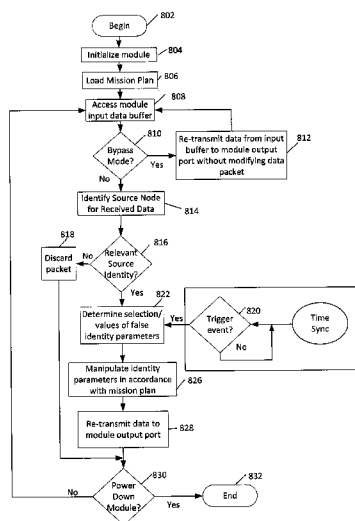 Begin
802
Initialize module
804
Load Mission Plan
806
Access module
input data buffer
808
Bypass
Mode?
810
Yes
No
Re-transmit data from input
buffer to module output
port without modifying data
packet
812
Identify Source Node
for Received Data
814
Relevant
Source
Identity?
816
No
Yes
818
Discard
packet
Determine selection/
values of false
identity parameters
822
Trigger
event?
820
Yes
No
Time
Sync
Manipulate identity
parameters in accordance
with mission plan
826
Re-transmit data to
module output port
828
Power
Down
Module?
830
No
Yes
End
832